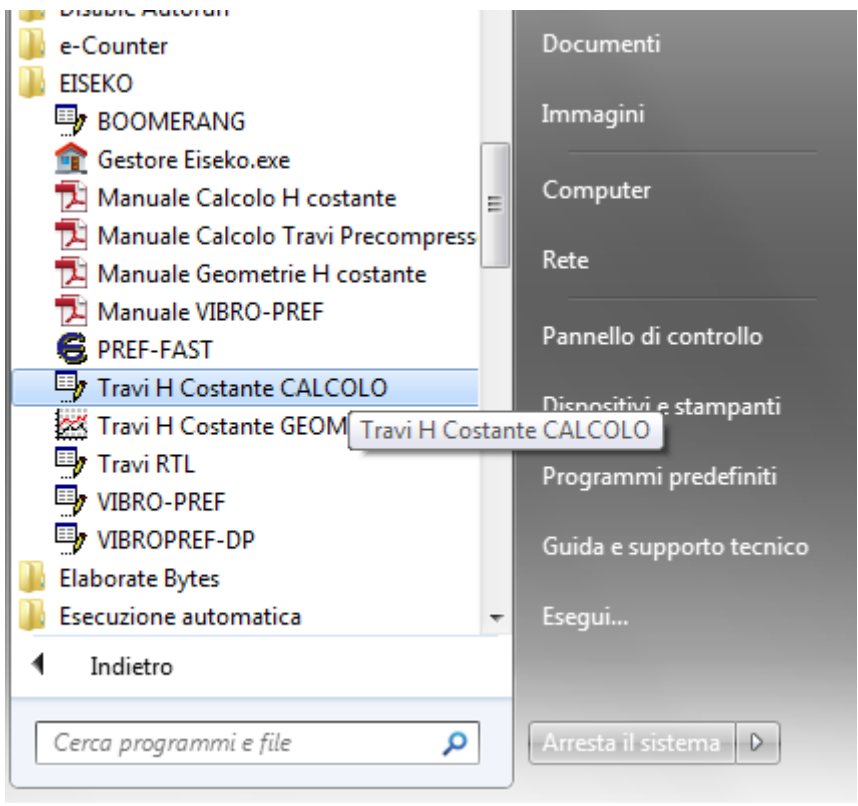 Disable Autorun
e-Counter
EISEKO
BOOMERANG
Gestore Eiseko.exe
Manuale Calcolo H costante
Manuale Calcolo Travi Precompress
Manuale Geometrie H costante
Manuale VIBRO-PREF
PREF-FAST
Travi H Costante CALCOLO
Travi H Costante GEOM
Travi H Costante CALCOLO
Travi RTL
VIBRO-PREF
VIBROPREF-DP
Elaborate Bytes
Esecuzione automatica
Indietro
Cerca programmi e file
Documenti
Immagini
Computer
Rete
Pannello di controllo
Dispositivi e stampanti
Programmi predefiniti
Guida e supporto tecnico
Esegui...
Arresta il sistema